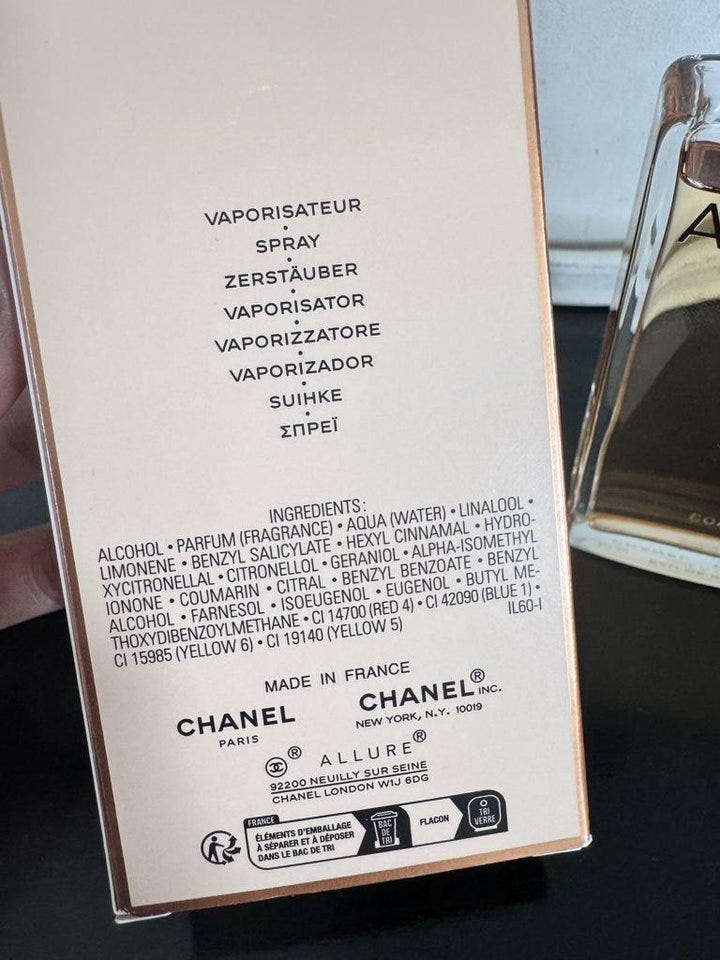 VAPORISATEUR
•
SPRAY
•
ZERSTÄUBER
•
VAPORISATOR
•
VAPORIZZATORE
•
VAPORIZADOR
•
SUIHKE
•
ΣΠΡΕΪ
INGREDIENTS:
ALCOHOL • PARFUM (FRAGRANCE) • AQUA (WATER) • LINALOOL •
LIMONENE • BENZYL SALICYLATE • HEXYL CINNAMAL • HYDRO-
XYCITRONELLAL • CITRONELLOL • GERANIOL • ALPHA-ISOMETHYL
IONONE • COUMARIN • CITRAL • BENZYL BENZOATE • BENZYL
ALCOHOL • FARNESOL • ISOEUGENOL • EUGENOL • BUTYL ME-
THOXYDIBENZOYLMETHANE • CI 14700 (RED 4) • CI 42090 (BLUE 1) •
CI 15985 (YELLOW 6) • CI 19140 (YELLOW 5) IL60-I
MADE IN FRANCE
CHANEL CHANEL® INC.
PARIS NEW YORK, N.Y. 10019
® ALLURE®
92200 NEUILLY SUR SEINE
CHANEL LONDON W1J 6DG
FRANCE
ÉLÉMENTS D'EMBALLAGE
À SÉPARER ET À DÉPOSER
DANS LE BAC DE TRI
BAC
DE
TRI
FLACON
TRI
VERRE
A